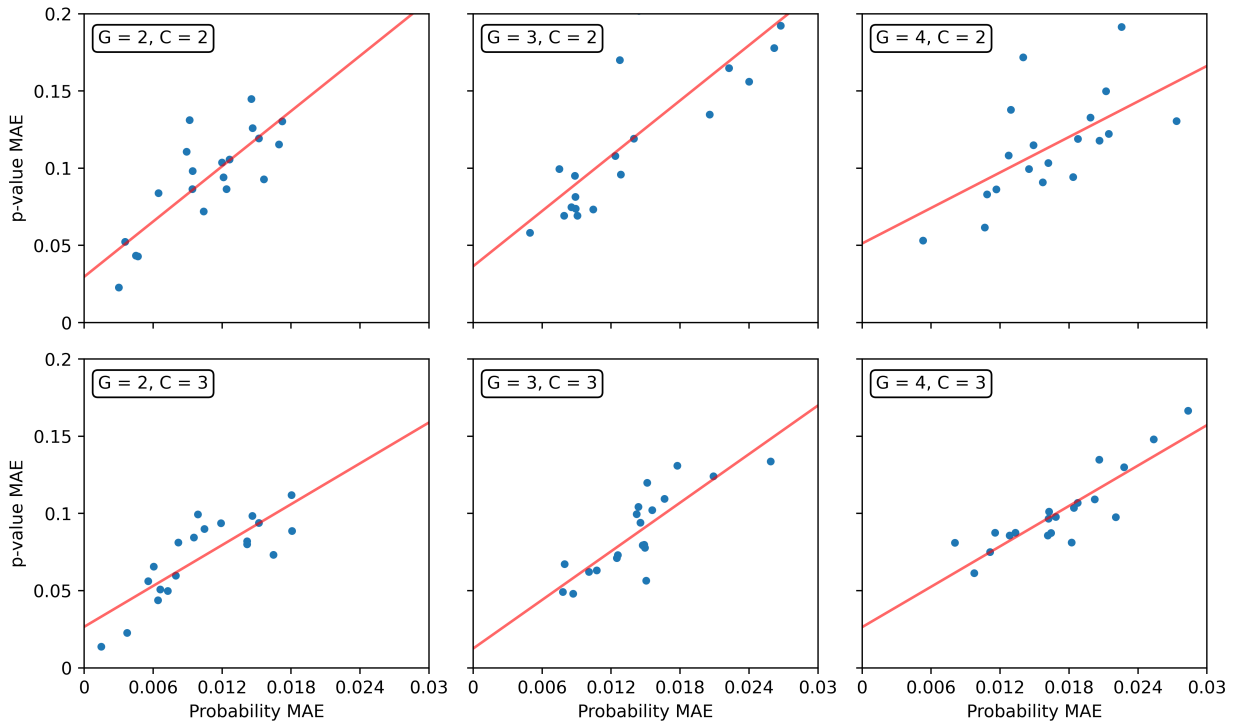 G = 2, C = 2
G = 3, C = 2
G = 4, C = 2
0.2
0.15
0.1
0.05
0
p-value MAE
G = 2, C = 3
G = 3, C = 3
G = 4, C = 3
0.2
0.15
0.1
0.05
0
p-value MAE
0 0.006 0.012 0.018 0.024 0.03
0 0.006 0.012 0.018 0.024 0.03
0 0.006 0.012 0.018 0.024 0.03
Probability MAE
Probability MAE
Probability MAE